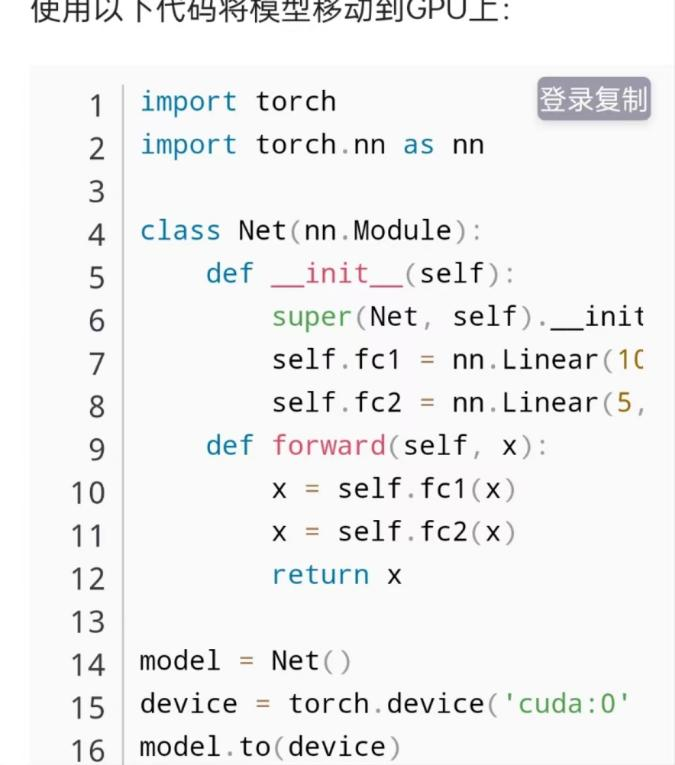 使用以下代码将模型移动到GPU上：
登录复制
1 import torch
2 import torch.nn as nn
3
4 class Net(nn.Module):
5     def __init__(self):
6         super(Net, self).__init
7         self.fc1 = nn.Linear(10
8         self.fc2 = nn.Linear(5,
9     def forward(self, x):
10         x = self.fc1(x)
11         x = self.fc2(x)
12         return x
13
14 model = Net()
15 device = torch.device('cuda:0'
16 model.to(device)